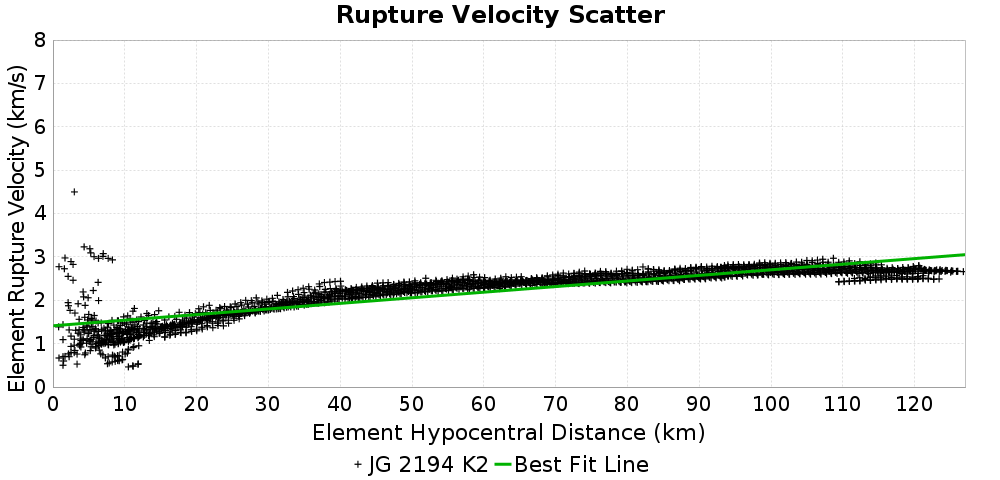 Rupture Velocity Scatter
8
7
6
5
4
3
2
1
0
Element Rupture Velocity (km/s)
0 10 20 30 40 50 60 70 80 90 100 110 120
Element Hypocentral Distance (km)
JG 2194 K2 Best Fit Line